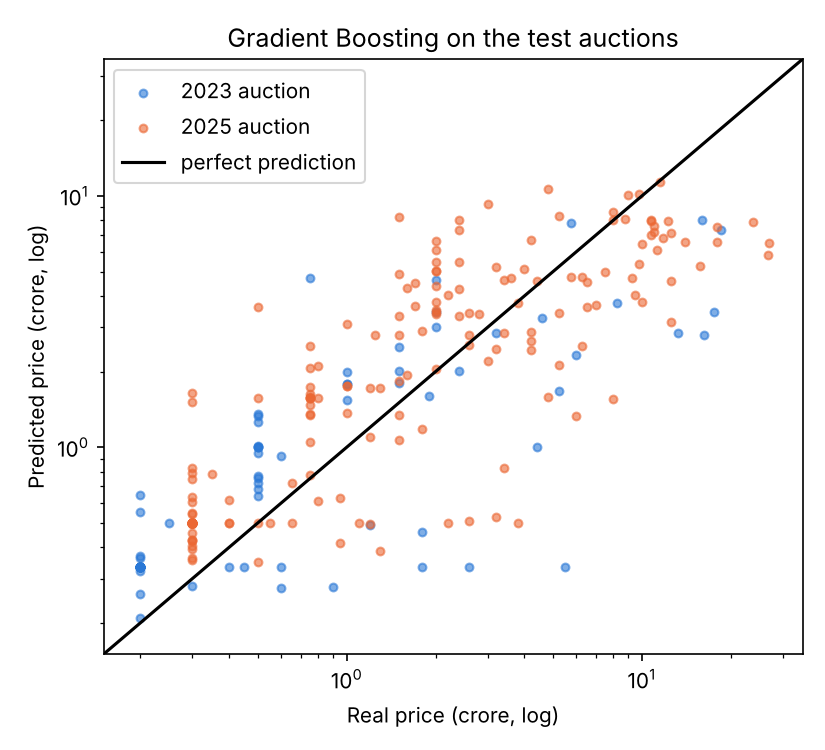 Gradient Boosting on the test auctions
2023 auction
2025 auction
perfect prediction
10¹
10⁰
Predicted price (crore, log)
10⁰
10¹
Real price (crore, log)